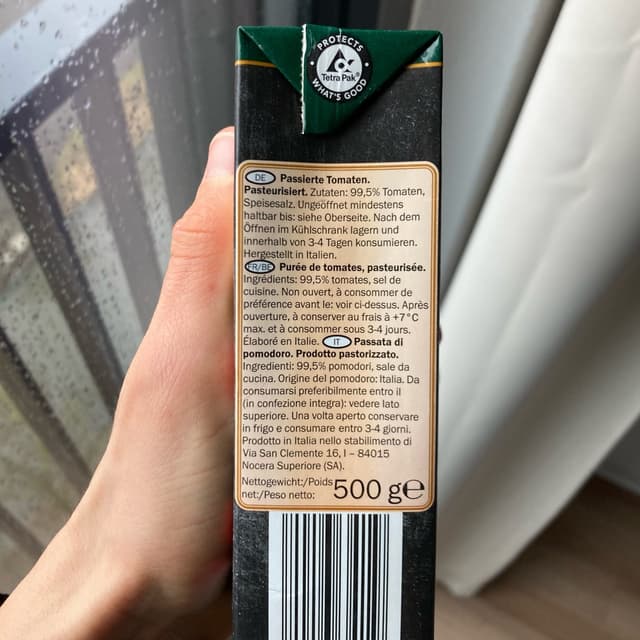 PROTECTS
Tetra Pak®
WHAT'S GOOD
DE Passierte Tomaten.
Pasteurisiert. Zutaten: 99,5% Tomaten,
Speisesalz. Ungeöffnet mindestens
haltbar bis: siehe Oberseite. Nach dem
Öffnen im Kühlschrank lagern und
innerhalb von 3-4 Tagen konsumieren.
Hergestellt in Italien.
FR/BE Purée de tomates, pasteurisée.
Ingrédients: 99,5% tomates, sel de
cuisine. Non ouvert, à consommer de
préférence avant le: voir ci-dessus. Après
ouverture, à conserver au frais à +7°C
max. et à consommer sous 3-4 jours.
Élaboré en Italie. IT Passata di
pomodoro. Prodotto pastorizzato.
Ingredienti: 99,5% pomodori, sale da
cucina. Origine del pomodoro: Italia. Da
consumarsi preferibilmente entro il
(in confezione integra): vedere lato
superiore. Una volta aperto conservare
in frigo e consumare entro 3-4 giorni.
Prodotto in Italia nello stabilimento di
Via San Clemente 16, I – 84015
Nocera Superiore (SA).
Nettogewicht:/Poids
net:/Peso netto: 500 g℮